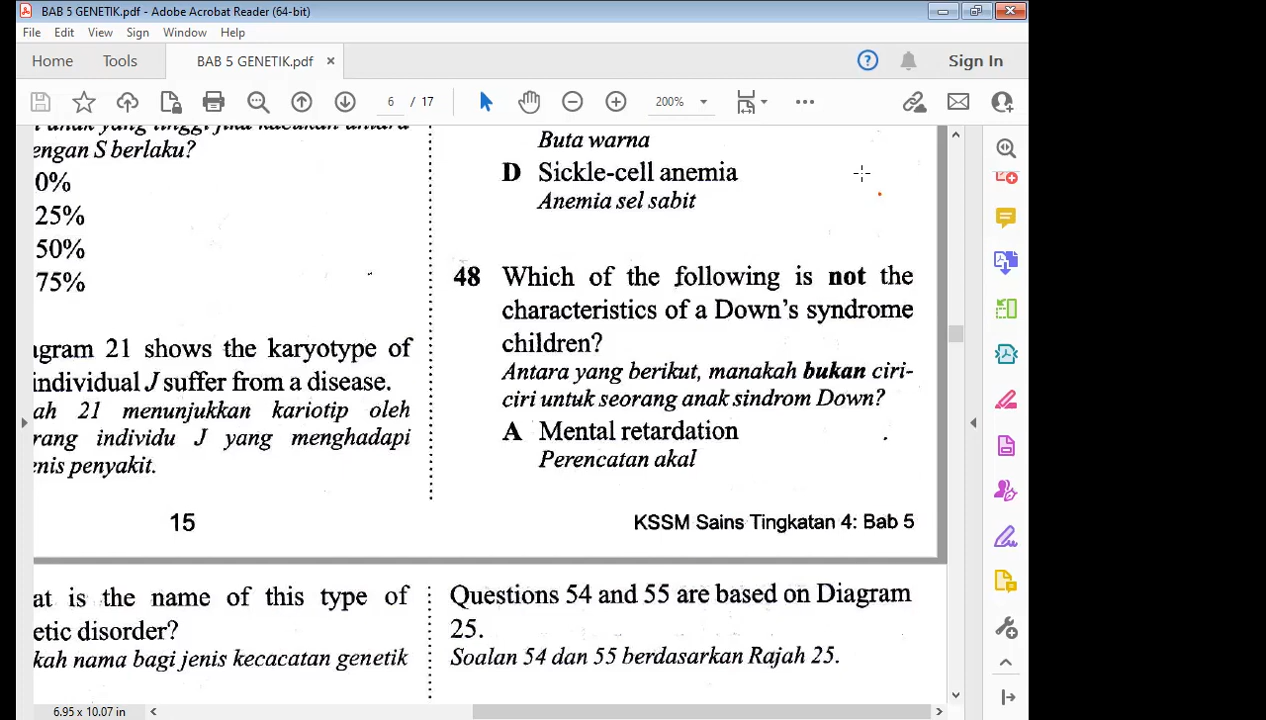 BAB 5 GENETIK.pdf - Adobe Acrobat Reader (64-bit)
File Edit View Sign Window Help
Home Tools BAB 5 GENETIK.pdf × Sign In
6 / 17 200%
engan S berlaku?
0%
25%
50%
75%
agram 21 shows the karyotype of
individual J suffer from a disease.
ah 21 menunjukkan kariotip oleh
rang individu J yang menghadapi
enis penyakit.
15
Buta warna
D Sickle-cell anemia
Anemia sel sabit
48 Which of the following is not the
characteristics of a Down's syndrome
children?
Antara yang berikut, manakah bukan ciri-
ciri untuk seorang anak sindrom Down?
A Mental retardation
Perencatan akal
KSSM Sains Tingkatan 4: Bab 5
at is the name of this type of
etic disorder?
kah nama bagi jenis kecacatan genetik
Questions 54 and 55 are based on Diagram
25.
Soalan 54 dan 55 berdasarkan Rajah 25.
6.95 x 10.07 in